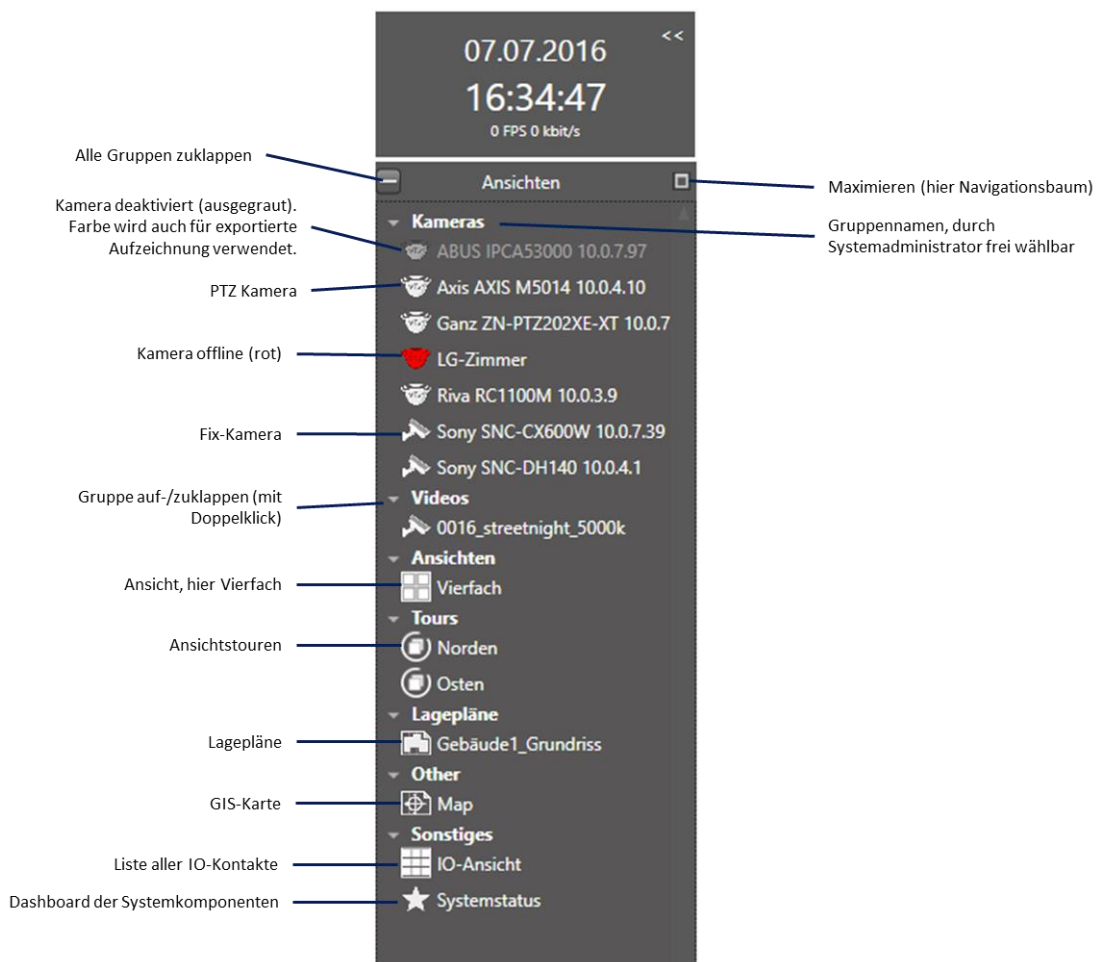 <<
07.07.2016
16:34:47
0 FPS 0 kbit/s
Alle Gruppen zuklappen
Ansichten
Maximieren (hier Navigationsbaum)
Kamera deaktiviert (ausgegraut).
Farbe wird auch für exportierte
Aufzeichnung verwendet.
Kameras
Gruppennamen, durch
Systemadministrator frei wählbar
ABUS IPCA53000 10.0.7.97
PTZ Kamera
Axis AXIS M5014 10.0.4.10
Ganz ZN-PTZ202XE-XT 10.0.7
Kamera offline (rot)
LG-Zimmer
Riva RC1100M 10.0.3.9
Fix-Kamera
Sony SNC-CX600W 10.0.7.39
Sony SNC-DH140 10.0.4.1
Gruppe auf-/zuklappen (mit
Doppelklick)
Videos
0016_streetnight_5000k
Ansichten
Ansicht, hier Vierfach
Vierfach
Tours
Ansichtstouren
Norden
Osten
Lagepläne
Lagepläne
Gebäude1_Grundriss
Other
GIS-Karte
Map
Sonstiges
Liste aller IO-Kontakte
IO-Ansicht
Dashboard der Systemkomponenten
Systemstatus